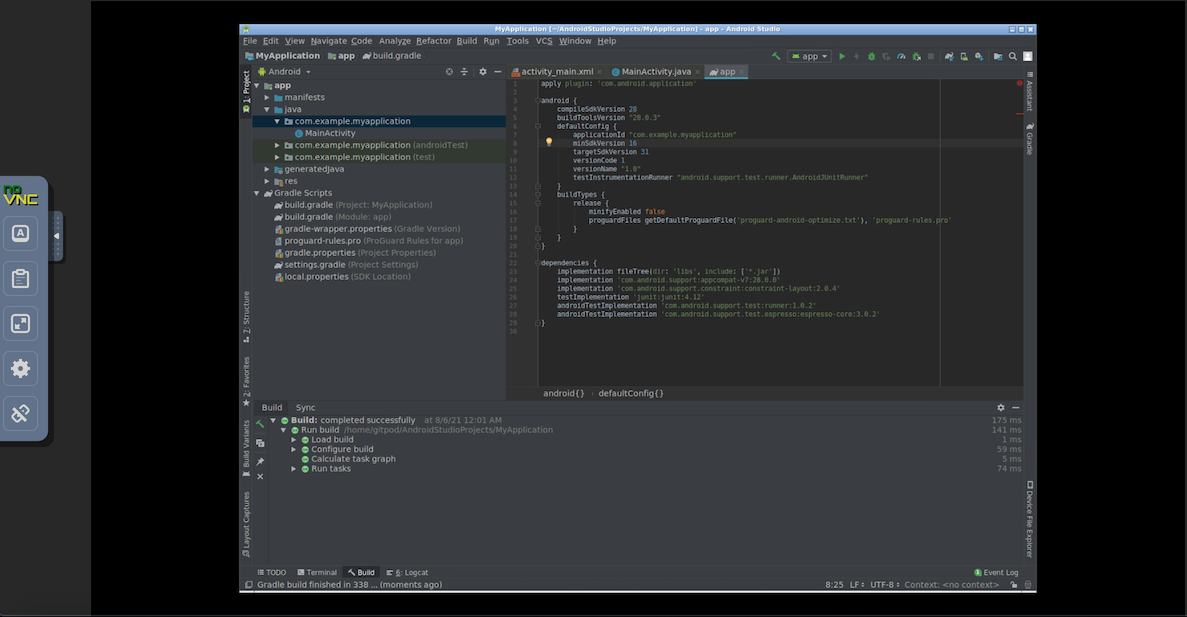 MyApplication [~/AndroidStudioProjects/MyApplication] - app - Android Studio
File Edit View Navigate Code Analyze Refactor Build Run Tools VCS Window Help
MyApplication app build.gradle
app
Android
activity_main.xml
MainActivity.java
app
1: Project
app
manifests
java
com.example.myapplication
MainActivity
com.example.myapplication (androidTest)
com.example.myapplication (test)
generatedJava
res
Gradle Scripts
build.gradle (Project: MyApplication)
build.gradle (Module: app)
gradle-wrapper.properties (Gradle Version)
proguard-rules.pro (ProGuard Rules for app)
gradle.properties (Project Properties)
settings.gradle (Project Settings)
local.properties (SDK Location)
1 apply plugin: 'com.android.application'
2
3 android {
4 compileSdkVersion 28
5 buildToolsVersion "28.0.3"
6 defaultConfig {
7 applicationId "com.example.myapplication"
8 minSdkVersion 16
9 targetSdkVersion 31
10 versionCode 1
11 versionName "1.0"
12 testInstrumentationRunner "android.support.test.runner.AndroidJUnitRunner"
13 }
14 buildTypes {
15 release {
16 minifyEnabled false
17 proguardFiles getDefaultProguardFile('proguard-android-optimize.txt'), 'proguard-rules.pro'
18 }
19 }
20 }
21
22 dependencies {
23 implementation fileTree(dir: 'libs', include: ['*.jar'])
24 implementation 'com.android.support:appcompat-v7:28.0.0'
25 implementation 'com.android.support.constraint:constraint-layout:2.0.4'
26 testImplementation 'junit:junit:4.12'
27 androidTestImplementation 'com.android.support.test:runner:1.0.2'
28 androidTestImplementation 'com.android.support.test.espresso:espresso-core:3.0.2'
29 }
30
android{} › defaultConfig{}
Assistant
Gradle
Device File Explorer
7: Structure
2: Favorites
Build Variants
Layout Captures
no
VNC
A
Build Sync
Build: completed successfully at 8/6/21 12:01 AM 175 ms
Run build /home/gitpod/AndroidStudioProjects/MyApplication 141 ms
Load build 1 ms
Configure build 59 ms
Calculate task graph 5 ms
Run tasks 74 ms
TODO Terminal Build 6: Logcat 1 Event Log
Gradle build finished in 338 ... (moments ago) 8:25 LF UTF-8 Context: <no context>